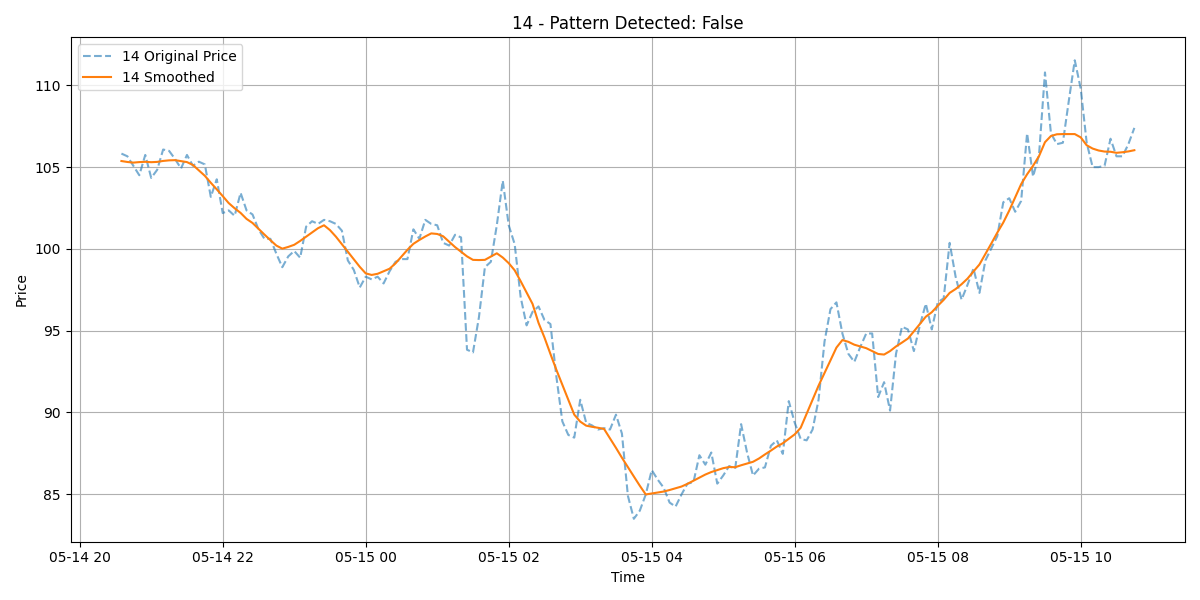 14 - Pattern Detected: False
14 Original Price
14 Smoothed
Price
110
105
100
95
90
85
05-14 20
05-14 22
05-15 00
05-15 02
05-15 04
05-15 06
05-15 08
05-15 10
Time